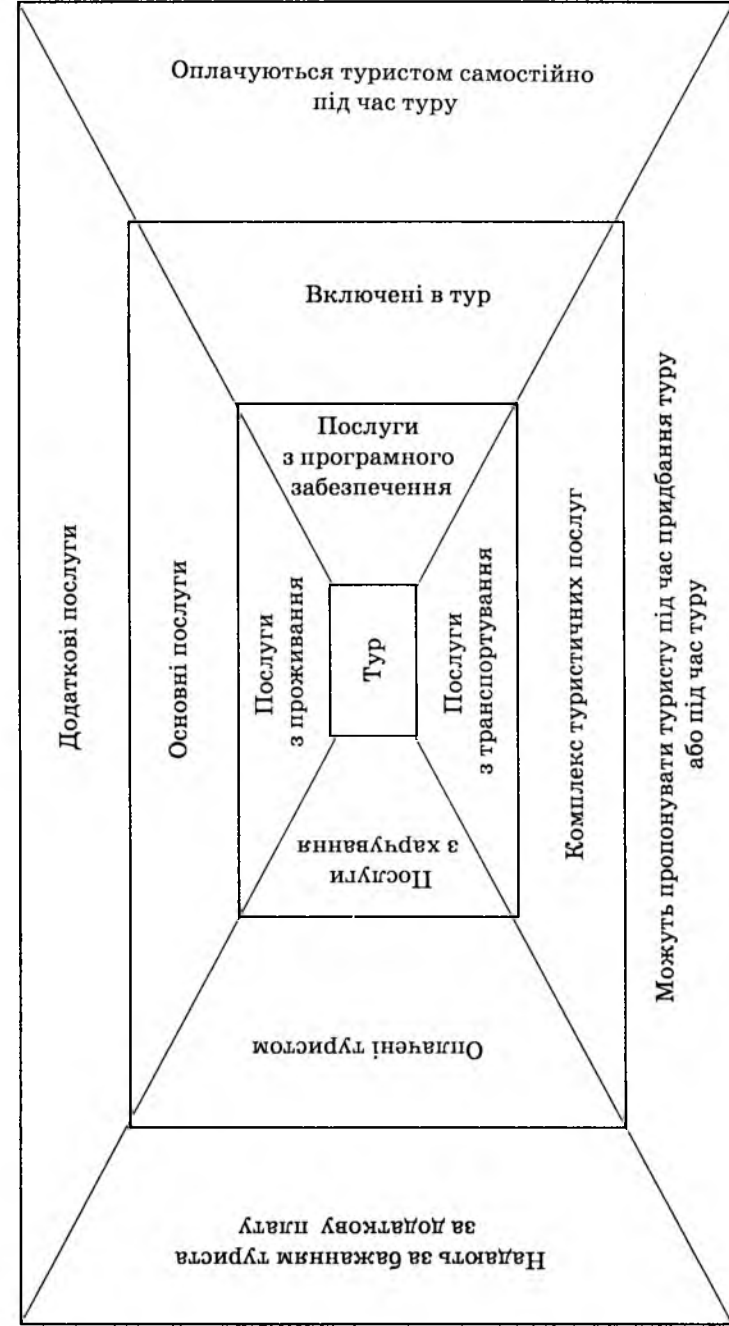 Оплачуються туристом самостійно
під час туру
Включені в тур
Послуги
з програмного
забезпечення
Додаткові послуги
Основні послуги
Послуги
з проживання
Тур
Послуги
з транспортування
Комплекс туристичних послуг
Можуть пропонувати туристу під час придбання туру
або під час туру
Послуги
з харчування
Оплачені туристом
Надають за бажанням туриста
за додаткову плату